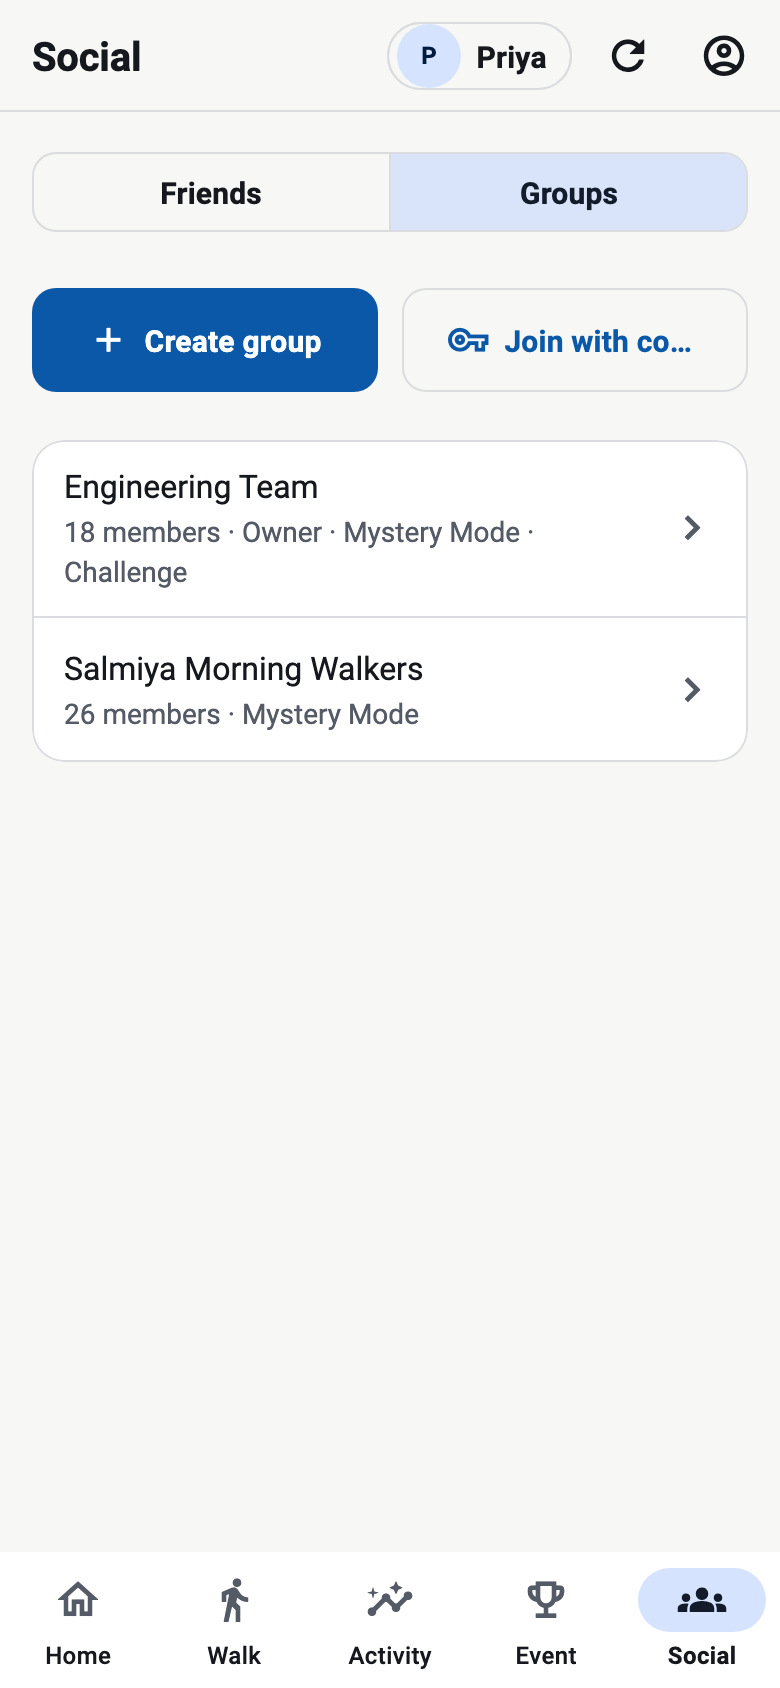 Social
P Priya
Friends
Groups
Create group
Join with co...
Engineering Team
18 members · Owner · Mystery Mode ·
Challenge
Salmiya Morning Walkers
26 members · Mystery Mode
Home
Walk
Activity
Event
Social